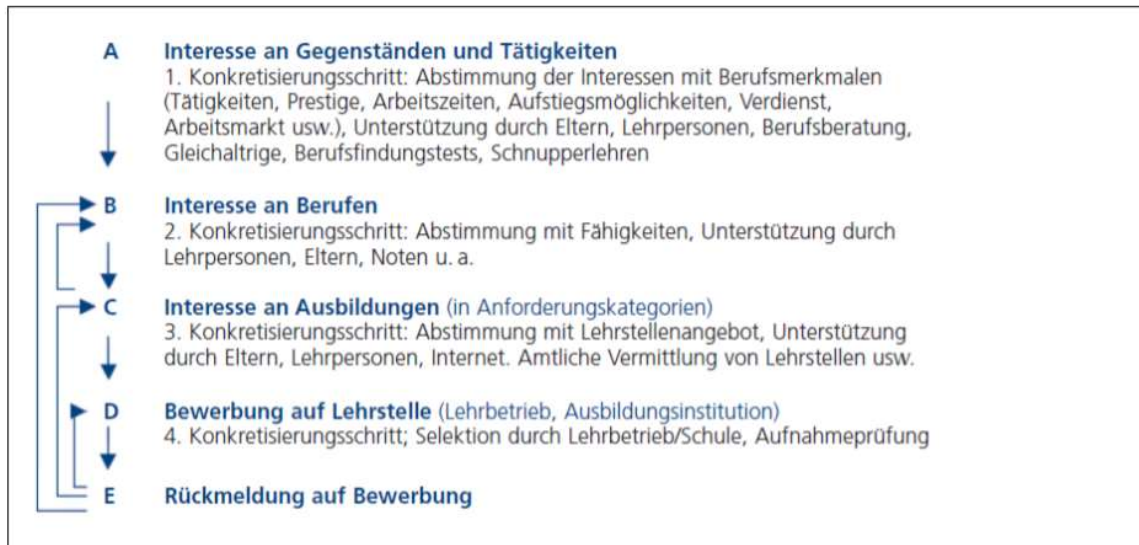 A Interesse an Gegenständen und Tätigkeiten
1. Konkretisierungsschritt: Abstimmung der Interessen mit Berufsmerkmalen
(Tätigkeiten, Prestige, Arbeitszeiten, Aufstiegsmöglichkeiten, Verdienst,
Arbeitsmarkt usw.), Unterstützung durch Eltern, Lehrpersonen, Berufsberatung,
Gleichaltrige, Berufsfindungstests, Schnupperlehren
B Interesse an Berufen
2. Konkretisierungsschritt: Abstimmung mit Fähigkeiten, Unterstützung durch
Lehrpersonen, Eltern, Noten u. a.
C Interesse an Ausbildungen (in Anforderungskategorien)
3. Konkretisierungsschritt: Abstimmung mit Lehrstellenangebot, Unterstützung
durch Eltern, Lehrpersonen, Internet. Amtliche Vermittlung von Lehrstellen usw.
D Bewerbung auf Lehrstelle (Lehrbetrieb, Ausbildungsinstitution)
4. Konkretisierungsschritt; Selektion durch Lehrbetrieb/Schule, Aufnahmeprüfung
E Rückmeldung auf Bewerbung